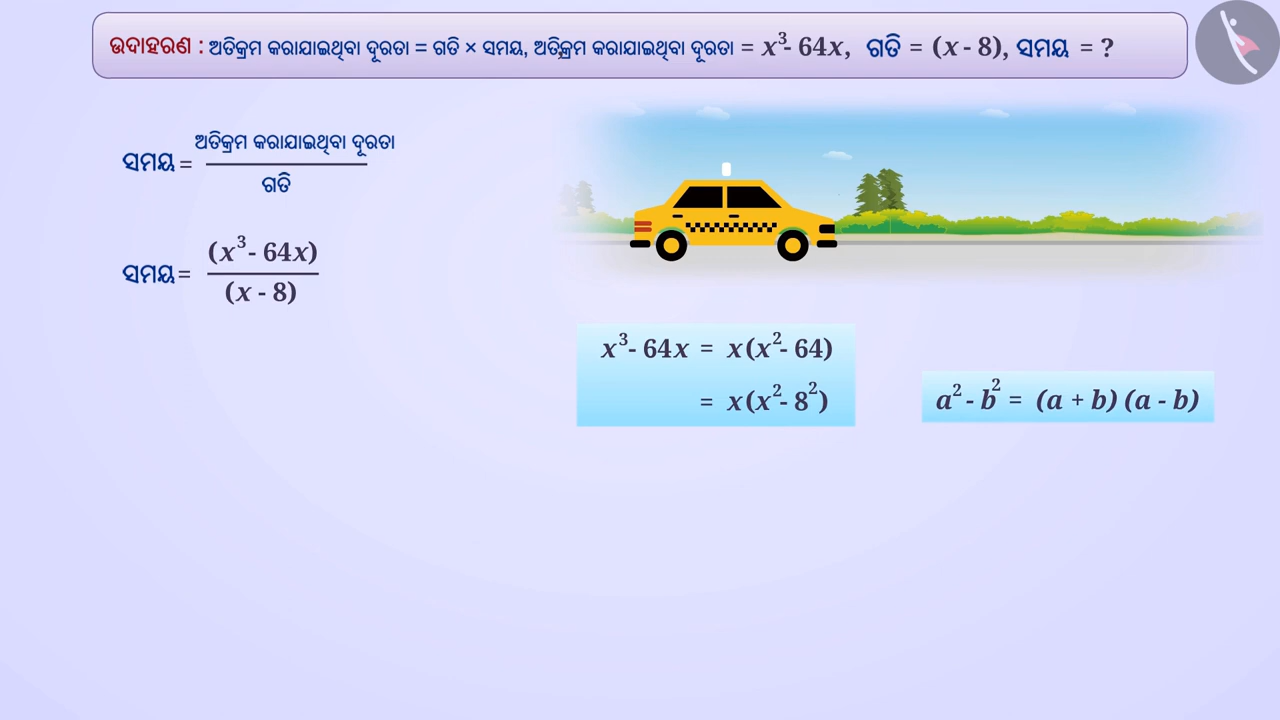 ଉଦାହରଣ : ଅତିକ୍ରମ କରାଯାଇଥିବା ଦୂରତା = ଗତି × ସମୟ, ଅତିକ୍ରମ କରାଯାଇଥିବା ଦୂରତା = x³- 64x, ଗତି = (x - 8), ସମୟ = ?
ସମୟ = ଅତିକ୍ରମ କରାଯାଇଥିବା ଦୂରତା
ଗତି
ସମୟ = (x³- 64x)
(x - 8)
x³- 64x = x(x²- 64)
= x(x²- 8²)
a² - b² = (a + b) (a - b)